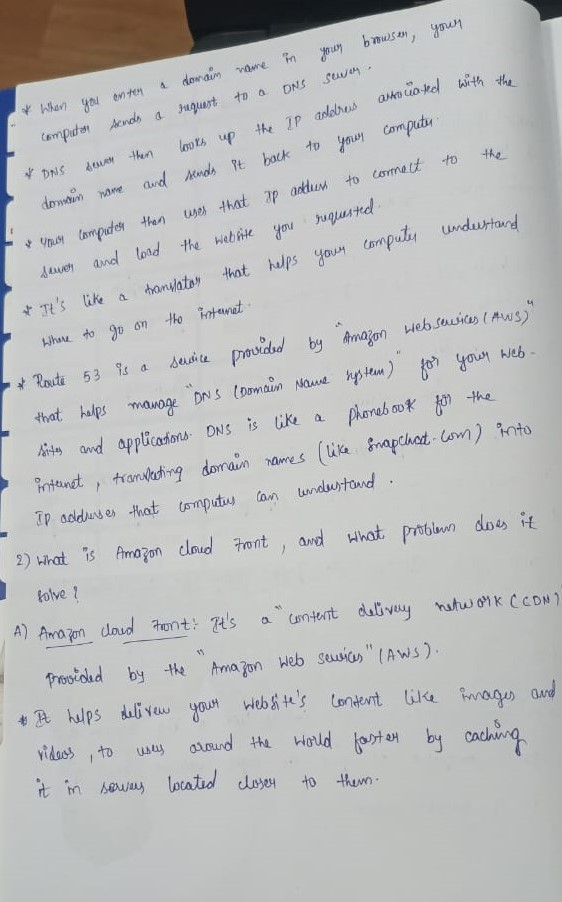 * When you enter a domain name in your browser, your
computer sends a request to a DNS server.
* DNS server then looks up the IP address associated with the
domain name and sends it back to your computer.
* Your computer then uses that IP address to connect to the
server and load the website you requested.
* It's like a translator that helps your computer understand
where to go on the internet.
* Route 53 is a service provided by "Amazon Web services (AWS)"
that helps manage "DNS (Domain Name system)" for your web-
sites and applications. DNS is like a phonebook for the
internet, translating domain names (like snapchat.com) into
IP addresses that computers can understand.
2) What is Amazon cloud Front, and what problem does it
solve?
A) Amazon cloud Front: It's a "content delivery network (CDN)
Provided by the "Amazon Web services" (AWS).
* It helps deliver your website's content like images and
videos, to users around the world faster by caching
it in servers located closer to them.